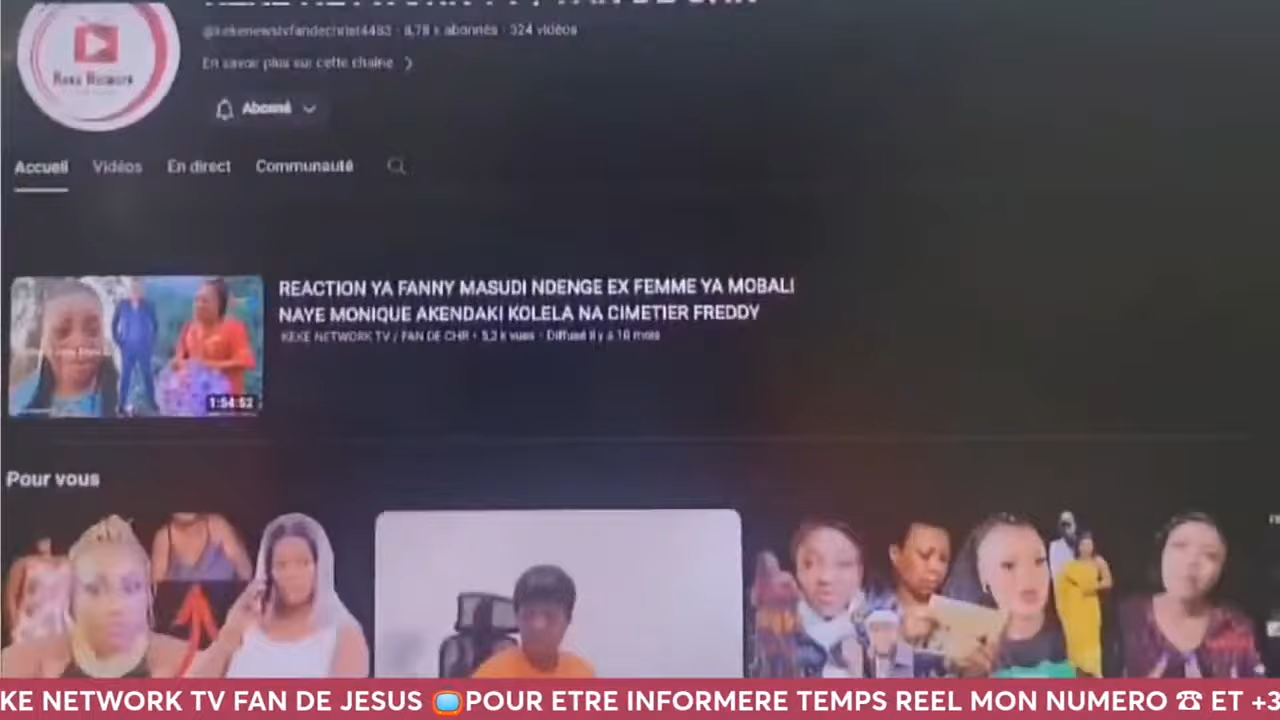 @kekenewstvfandechrist4483 · 8,78 k abonnés · 324 vidéos
En savoir plus sur cette chaîne >
Keke Network
Abonné
Accueil Vidéos En direct Communauté
REACTION YA FANNY MASUDI NDENGE EX FEMME YA MOBALI
NAYE MONIQUE AKENDAKI KOLELA NA CIMETIER FREDDY
KEKE NETWORK TV / FAN DE CHR • 5,3 k vues · Diffusé il y a 10 mois
1:54:52
Pour vous
KE NETWORK TV FAN DE JESUS 📺POUR ETRE INFORMERE TEMPS REEL MON NUMERO ☎ ET +3